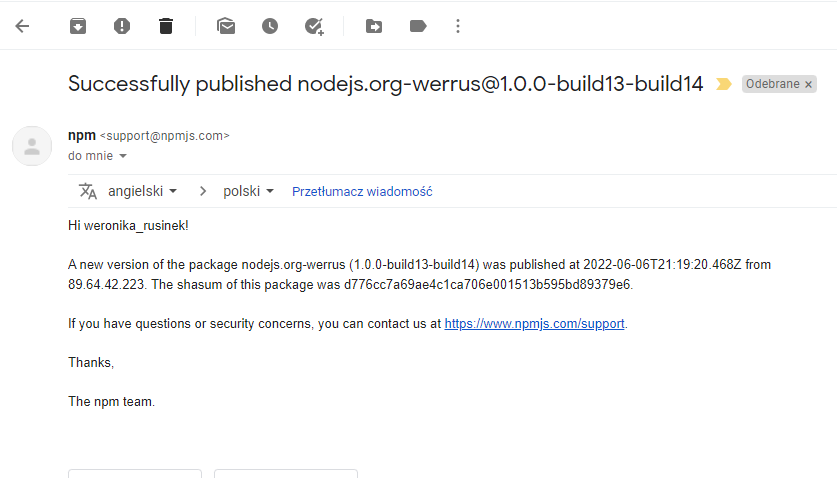 Successfully published nodejs.org-werrus@1.0.0-build13-build14
Odebrane ×
npm <support@npmjs.com>
do mnie
angielski > polski Przetłumacz wiadomość
Hi weronika_rusinek!
A new version of the package nodejs.org-werrus (1.0.0-build13-build14) was published at 2022-06-06T21:19:20.468Z from
89.64.42.223. The shasum of this package was d776cc7a69ae4c1ca706e001513b595bd89379e6.
If you have questions or security concerns, you can contact us at https://www.npmjs.com/support.
Thanks,
The npm team.